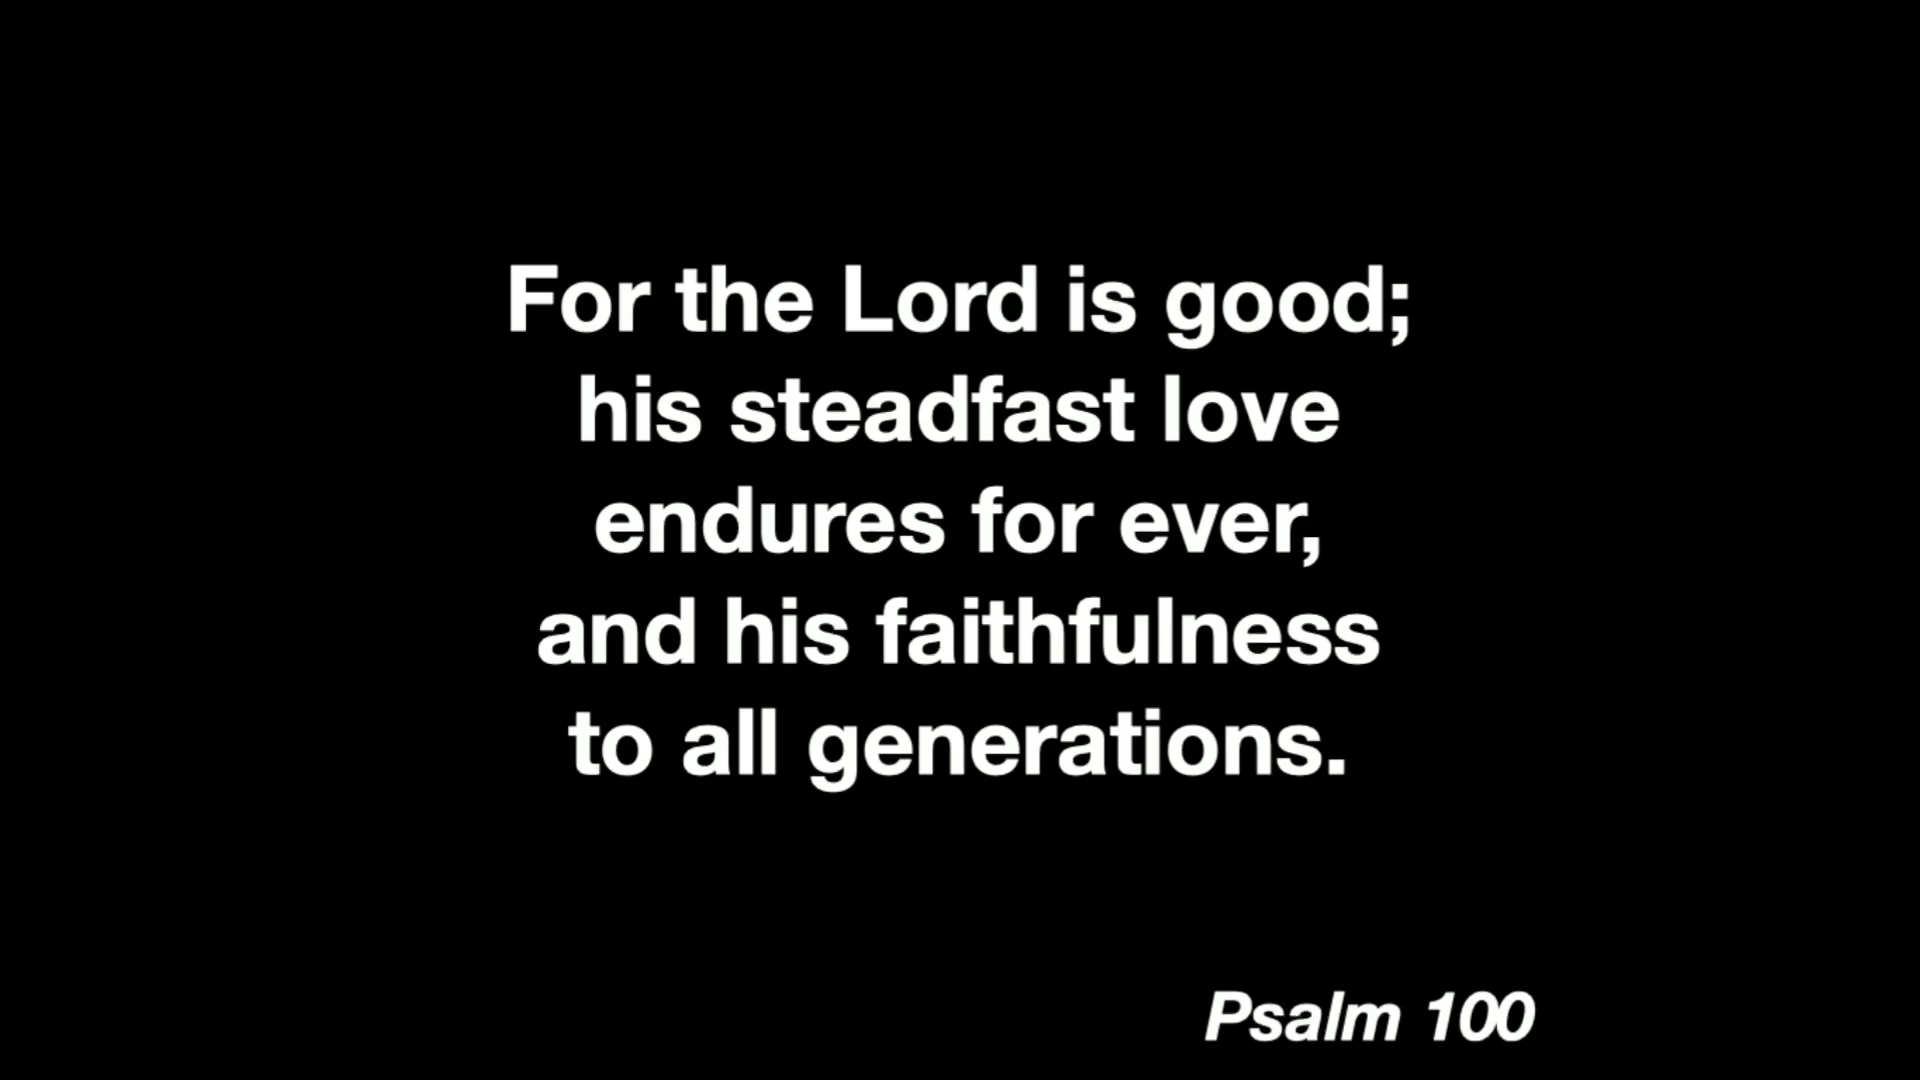 For the Lord is good;
his steadfast love
endures for ever,
and his faithfulness
to all generations.
Psalm 100